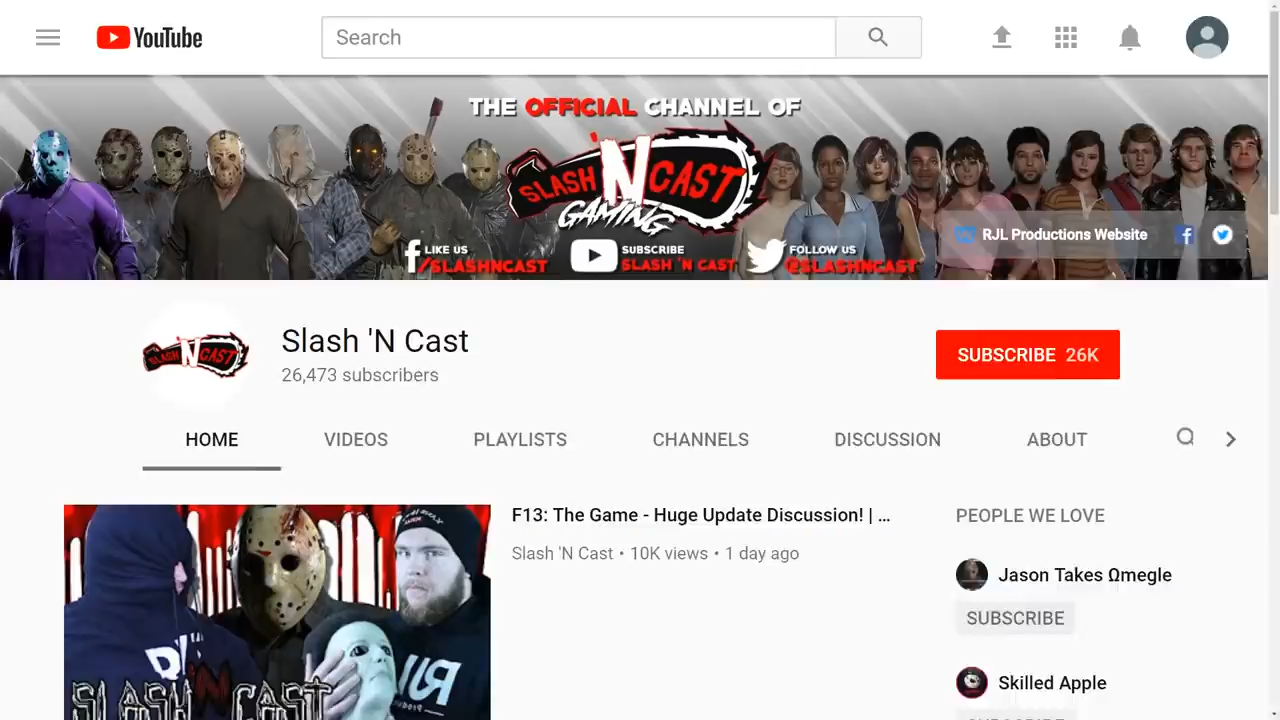 YouTube
Search
THE OFFICIAL CHANNEL OF
SLASH 'N CAST
GAMING
LIKE US
/SLASHNCAST
SUBSCRIBE
SLASH 'N CAST
FOLLOW US
@SLASHNCAST
RJL Productions Website
SLASH 'N CAST
Slash 'N Cast
26,473 subscribers
SUBSCRIBE 26K
HOME
VIDEOS
PLAYLISTS
CHANNELS
DISCUSSION
ABOUT
F13: The Game - Huge Update Discussion! | ...
Slash 'N Cast • 10K views • 1 day ago
PEOPLE WE LOVE
Jason Takes Ωmegle
SUBSCRIBE
Skilled Apple
SUBSCRIBE
SLASH 'N CAST